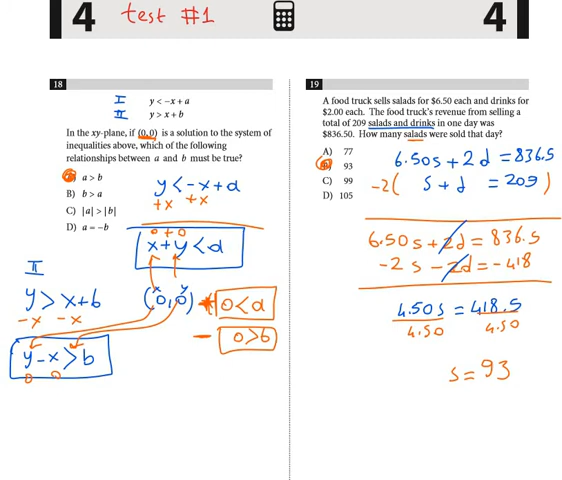 4 test #1 4
18
I y < -x + a
II y > x + b
In the xy-plane, if (0,0) is a solution to the system of
inequalities above, which of the following
relationships between a and b must be true?
A) a > b
B) b > a
C) |a| > |b|
D) a = -b
y < -x + a
+x +x
0 + 0
x + y < a
II
y > x + b
-x -x
y - x > b
0 0
x y
(0,0)
0 < a
0 > b
19
A food truck sells salads for $6.50 each and drinks for
$2.00 each. The food truck's revenue from selling a
total of 209 salads and drinks in one day was
$836.50. How many salads were sold that day?
A) 77
B) 93
C) 99
D) 105
6.50s + 2d = 836.5
-2( s + d = 209 )
6.50s + 2d = 836.5
-2s - 2d = -418
4.50s = 418.5
4.50 4.50
s = 93